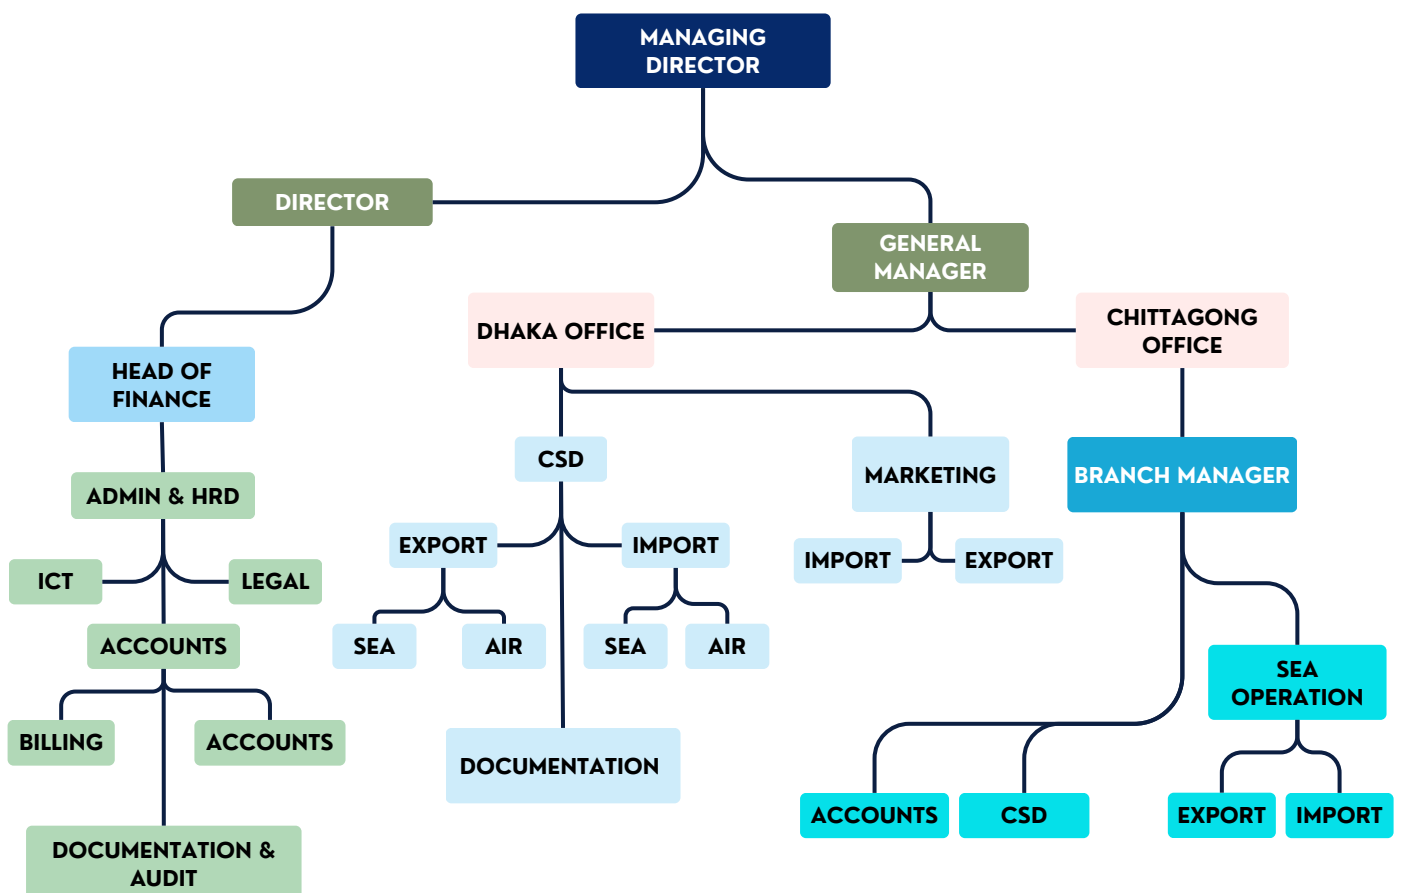 MANAGING
DIRECTOR
DIRECTOR
GENERAL
MANAGER
DHAKA OFFICE
CHITTAGONG
OFFICE
HEAD OF
FINANCE
CSD
MARKETING
BRANCH MANAGER
ADMIN & HRD
EXPORT
IMPORT
IMPORT
EXPORT
ICT
LEGAL
ACCOUNTS
SEA
AIR
SEA
AIR
SEA
OPERATION
BILLING
ACCOUNTS
DOCUMENTATION
ACCOUNTS
CSD
EXPORT
IMPORT
DOCUMENTATION &
AUDIT